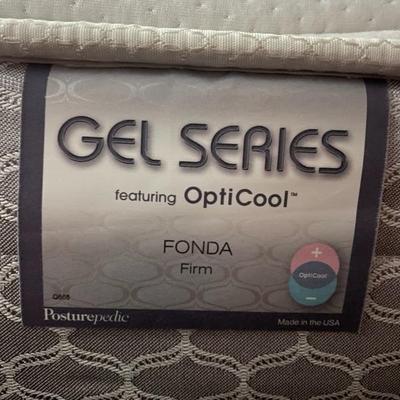 GEL SERIES
featuring OptiCool™
FONDA
Firm
+
OptiCool
−
Posturepedic
Made in the USA